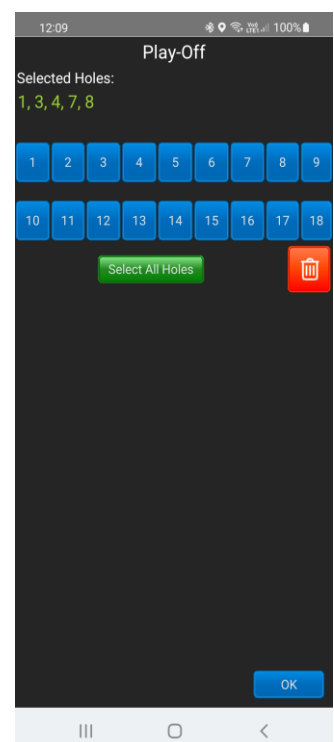 12:09 100%
Play-Off
Selected Holes:
1, 3, 4, 7, 8
1 2 3 4 5 6 7 8 9
10 11 12 13 14 15 16 17 18
Select All Holes
OK